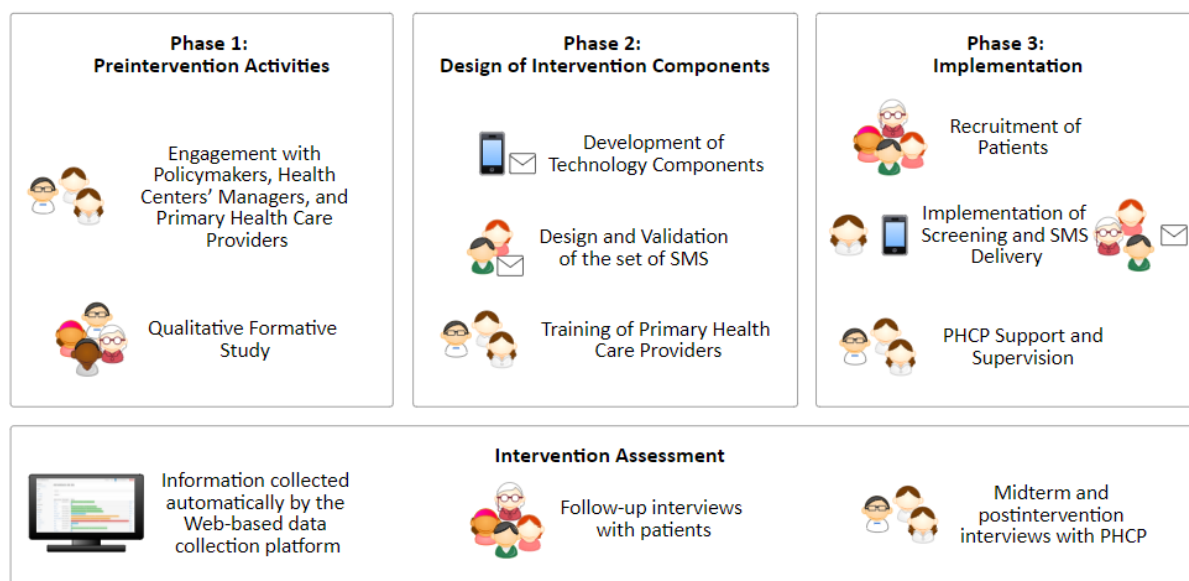 Phase 1:
Preintervention Activities
Engagement with
Policymakers, Health
Centers’ Managers, and
Primary Health Care
Providers
Qualitative Formative
Study
Phase 2:
Design of Intervention Components
Development of
Technology Components
Design and Validation
of the set of SMS
Training of Primary Health
Care Providers
Phase 3:
Implementation
Recruitment of
Patients
Implementation of
Screening and SMS
Delivery
PHCP Support and
Supervision
Intervention Assessment
Information collected
automatically by the
Web-based data
collection platform
Follow-up interviews
with patients
Midterm and
postintervention
interviews with PHCP